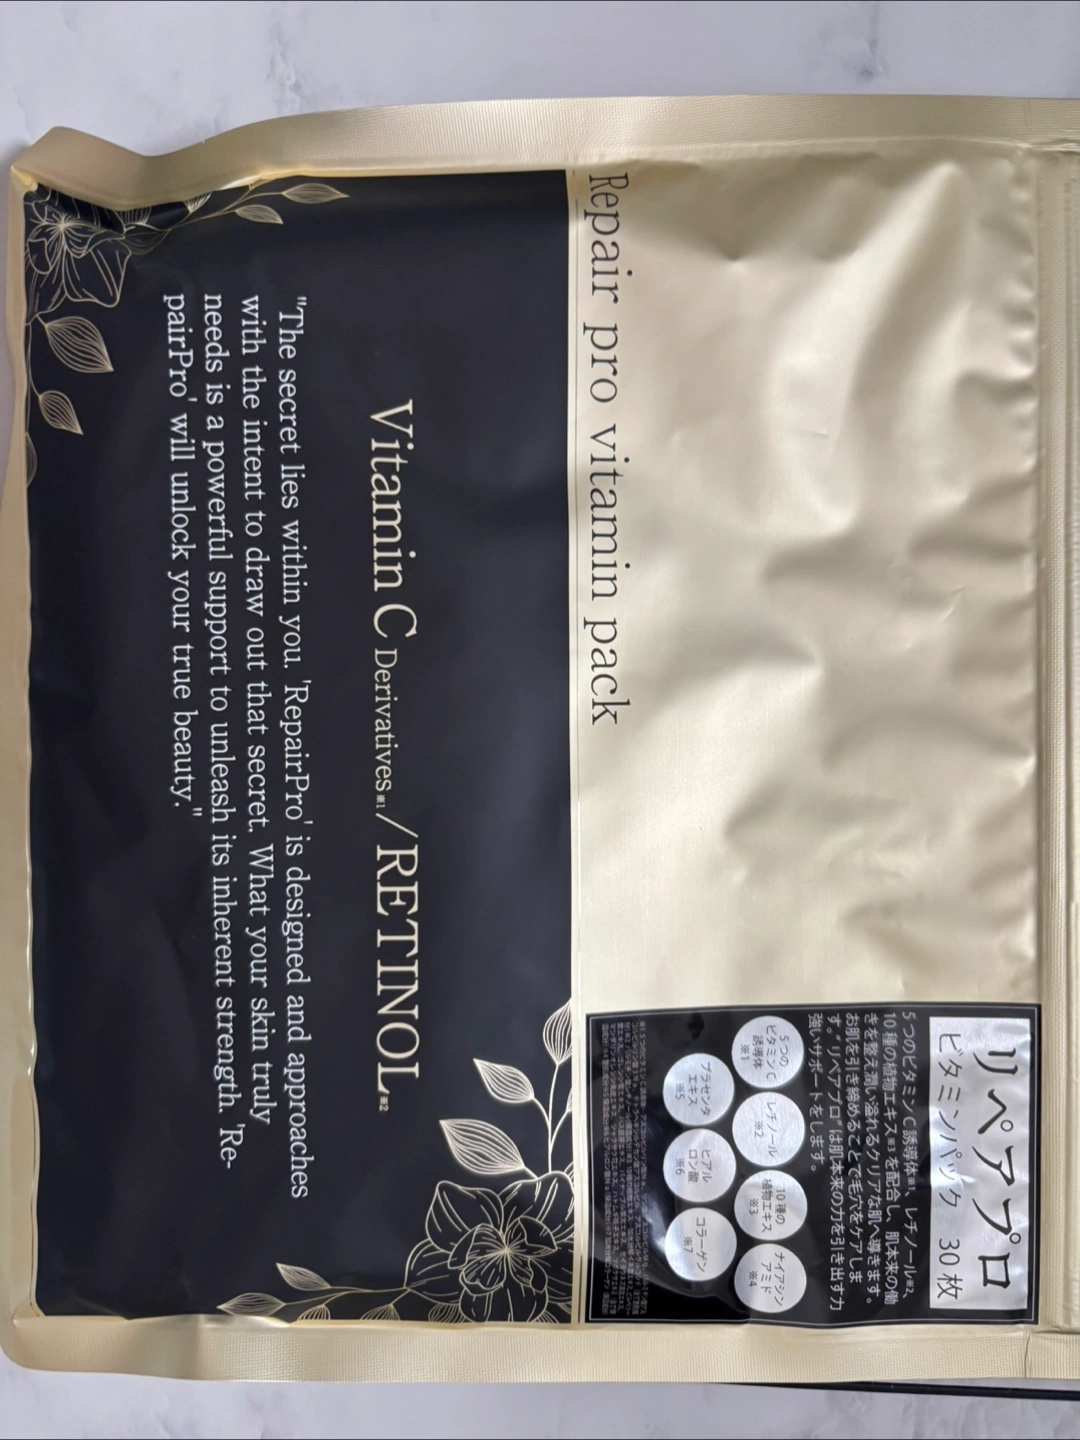 リペアプロ
ビタミンパック 30枚
5つのビタミンC誘導体※1、レチノール※2、
10種の植物エキス※3を配合し、肌本来の働
きを整え潤い溢れるクリアな肌へ導きます。
お肌を引き締めることで毛穴をケアしま
す。"リペアプロ"は肌本来の力を引き出す力
強いサポートをします。
5つの
ビタミンC
誘導体
※1
レチノール
※2
10種の
植物エキス
※3
ナイアシン
アミド
※4
プラセンタ
エキス
※5
ヒアル
ロン酸
※6
コラーゲン
※7
Repair pro vitamin pack
Vitamin C Derivatives※1/RETINOL※2
"The secret lies within you. 'RepairPro' is designed and approaches
with the intent to draw out that secret. What your skin truly
needs is a powerful support to unleash its inherent strength. 'Re-
pairPro' will unlock your true beauty."